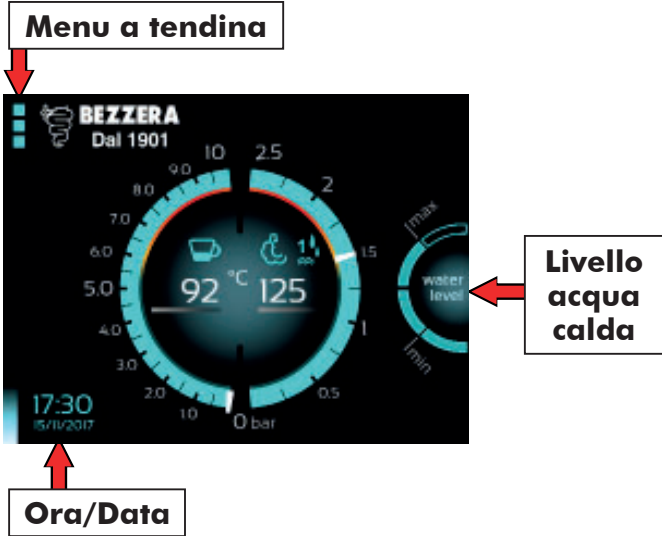 Menu a tendina
BEZZERA
Dal 1901
10
2.5
9.0
2
8.0
max
7.0
6.0
1.5
water
level
Livello
acqua
calda
92 °C 125
5.0
4.0
1
min
3.0
2.0
0.5
1.0
0 bar
17:30
15/11/2017
Ora/Data